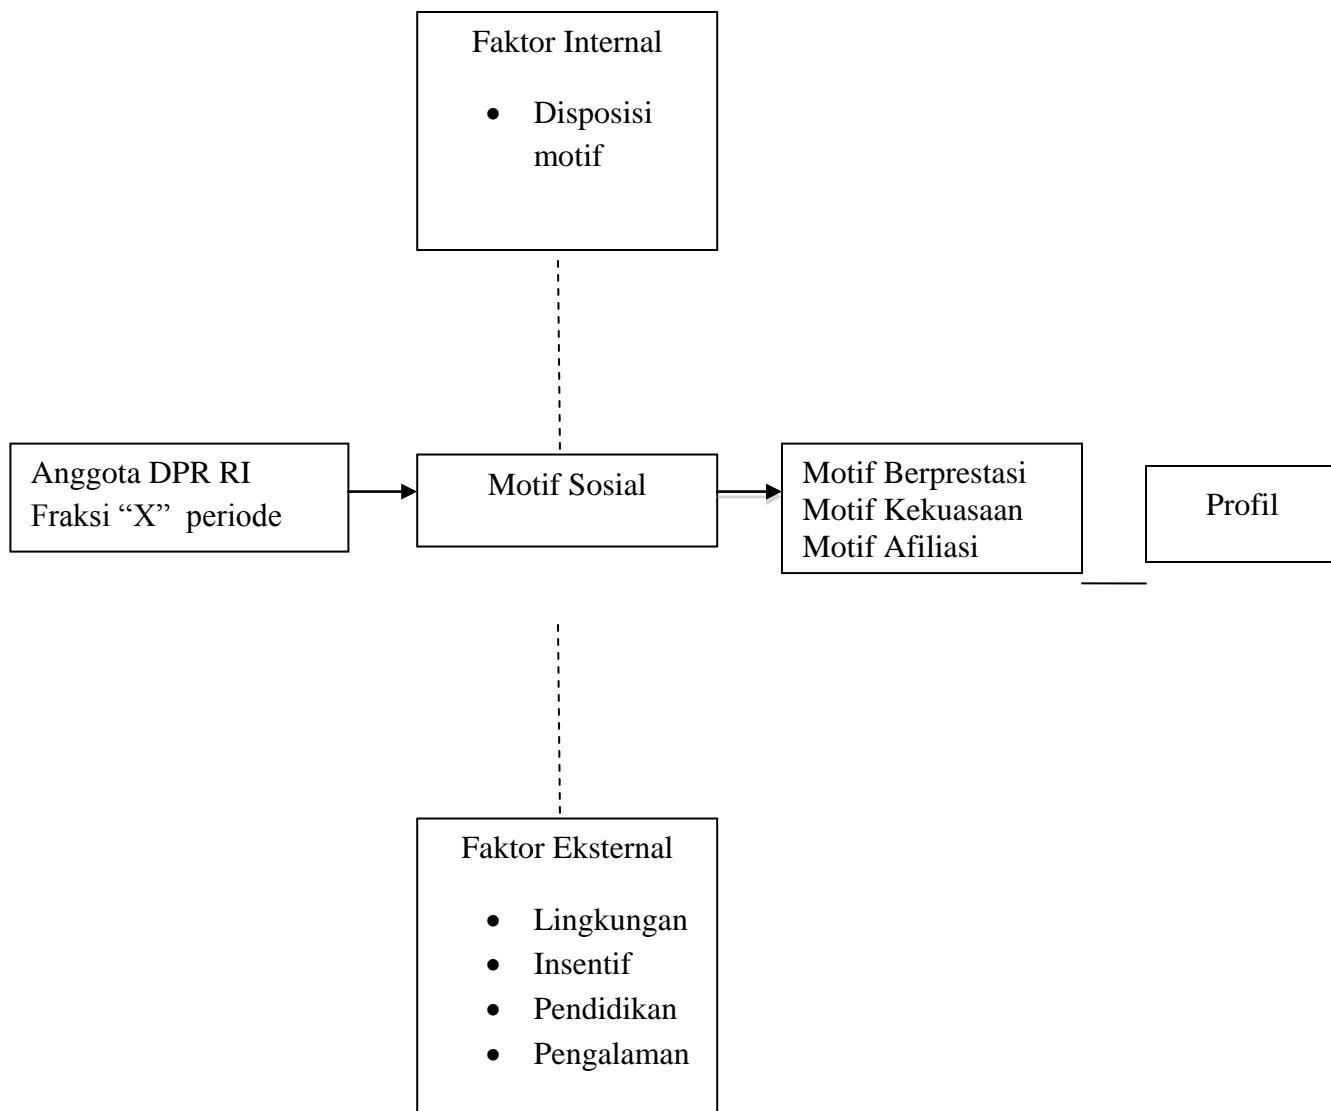 Faktor Internal
• Disposisi
motif
Anggota DPR RI
Fraksi “X” periode
Motif Sosial
Motif Berprestasi
Motif Kekuasaan
Motif Afiliasi
Profil
Faktor Eksternal
• Lingkungan
• Insentif
• Pendidikan
• Pengalaman